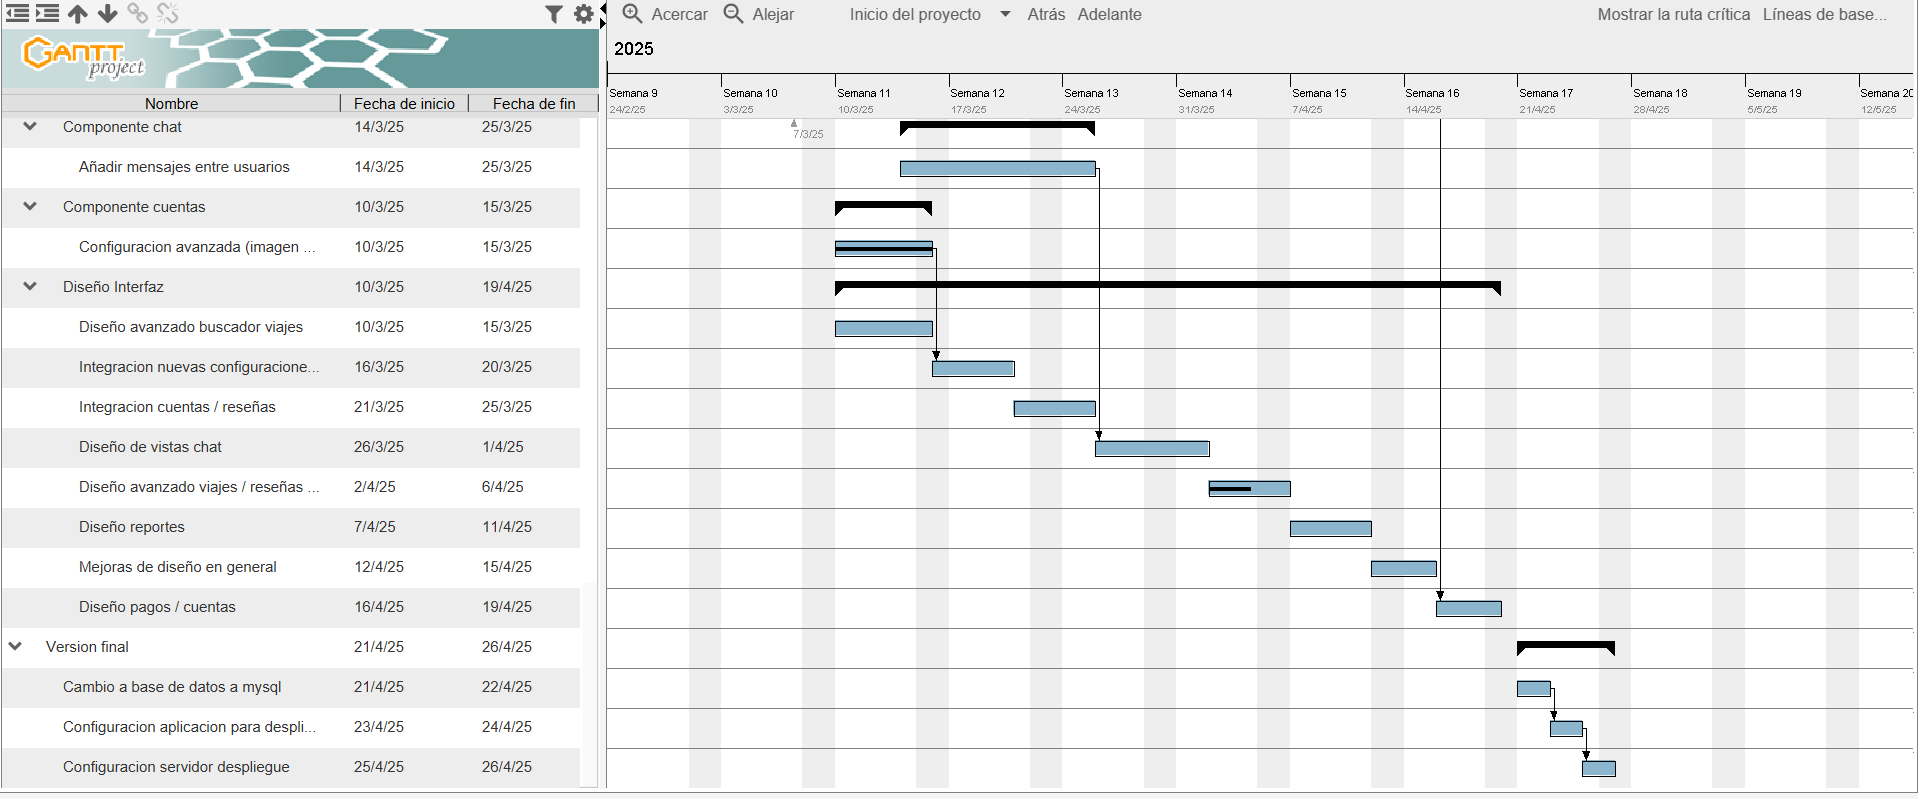 Acercar Alejar Inicio del proyecto Atrás Adelante Mostrar la ruta crítica Líneas de base...
GANTT
project
2025
Semana 9 Semana 10 Semana 11 Semana 12 Semana 13 Semana 14 Semana 15 Semana 16 Semana 17 Semana 18 Semana 19 Semana 20
24/2/25 3/3/25 10/3/25 17/3/25 24/3/25 31/3/25 7/4/25 14/4/25 21/4/25 28/4/25 5/5/25 12/5/25
Nombre Fecha de inicio Fecha de fin
Componente chat 14/3/25 25/3/25
7/3/25
Añadir mensajes entre usuarios 14/3/25 25/3/25
Componente cuentas 10/3/25 15/3/25
Configuracion avanzada (imagen ... 10/3/25 15/3/25
Diseño Interfaz 10/3/25 19/4/25
Diseño avanzado buscador viajes 10/3/25 15/3/25
Integracion nuevas configuracione... 16/3/25 20/3/25
Integracion cuentas / reseñas 21/3/25 25/3/25
Diseño de vistas chat 26/3/25 1/4/25
Diseño avanzado viajes / reseñas ... 2/4/25 6/4/25
Diseño reportes 7/4/25 11/4/25
Mejoras de diseño en general 12/4/25 15/4/25
Diseño pagos / cuentas 16/4/25 19/4/25
Version final 21/4/25 26/4/25
Cambio a base de datos a mysql 21/4/25 22/4/25
Configuracion aplicacion para despli... 23/4/25 24/4/25
Configuracion servidor despliegue 25/4/25 26/4/25